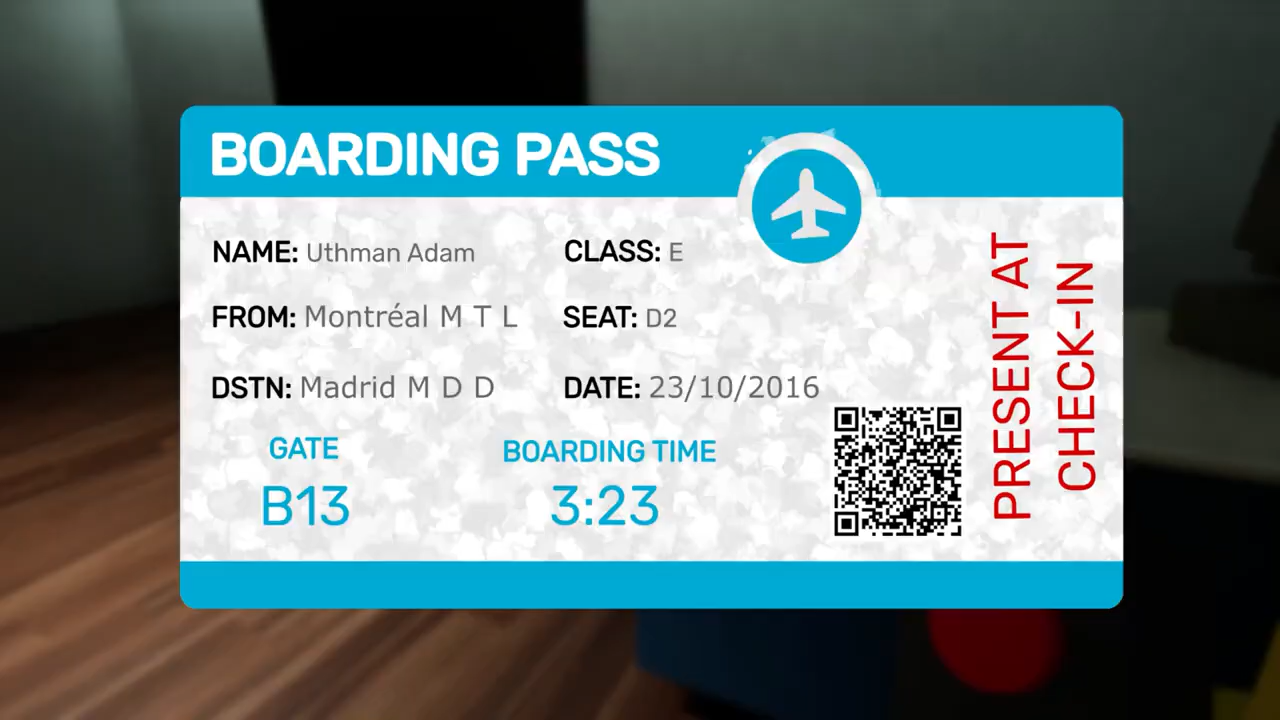 BOARDING PASS
NAME: Uthman Adam
CLASS: E
FROM: Montréal M T L
SEAT: D2
DSTN: Madrid M D D
DATE: 23/10/2016
GATE
BOARDING TIME
B13
3:23
PRESENT AT
CHECK-IN